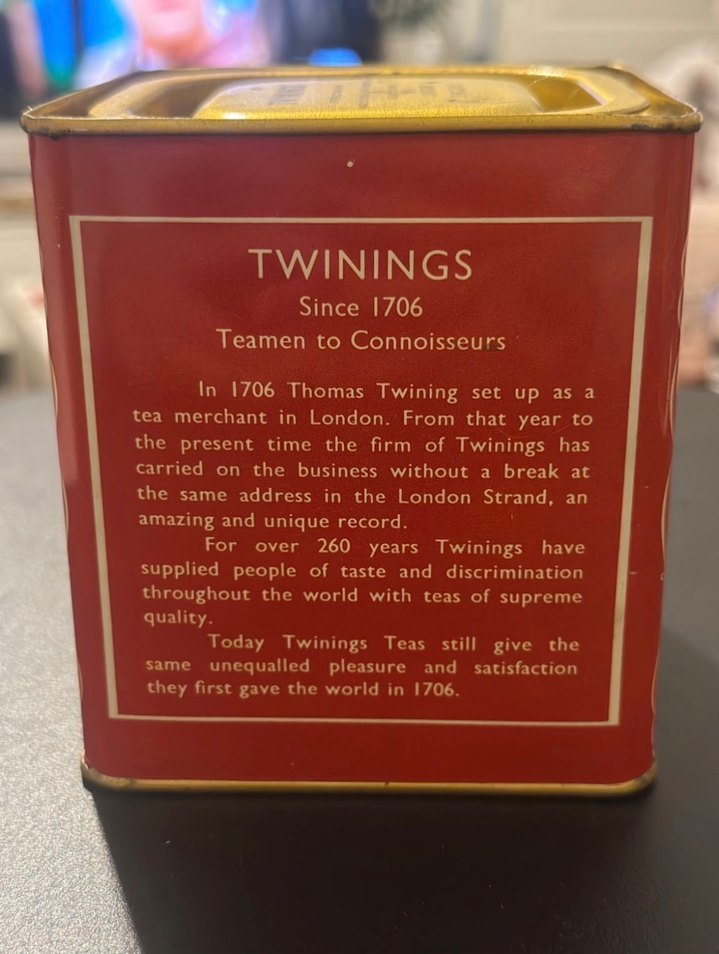 TWININGS
Since 1706
Teamen to Connoisseurs
In 1706 Thomas Twining set up as a
tea merchant in London. From that year to
the present time the firm of Twinings has
carried on the business without a break at
the same address in the London Strand, an
amazing and unique record.
For over 260 years Twinings have
supplied people of taste and discrimination
throughout the world with teas of supreme
quality.
Today Twinings Teas still give the
same unequalled pleasure and satisfaction
they first gave the world in 1706.